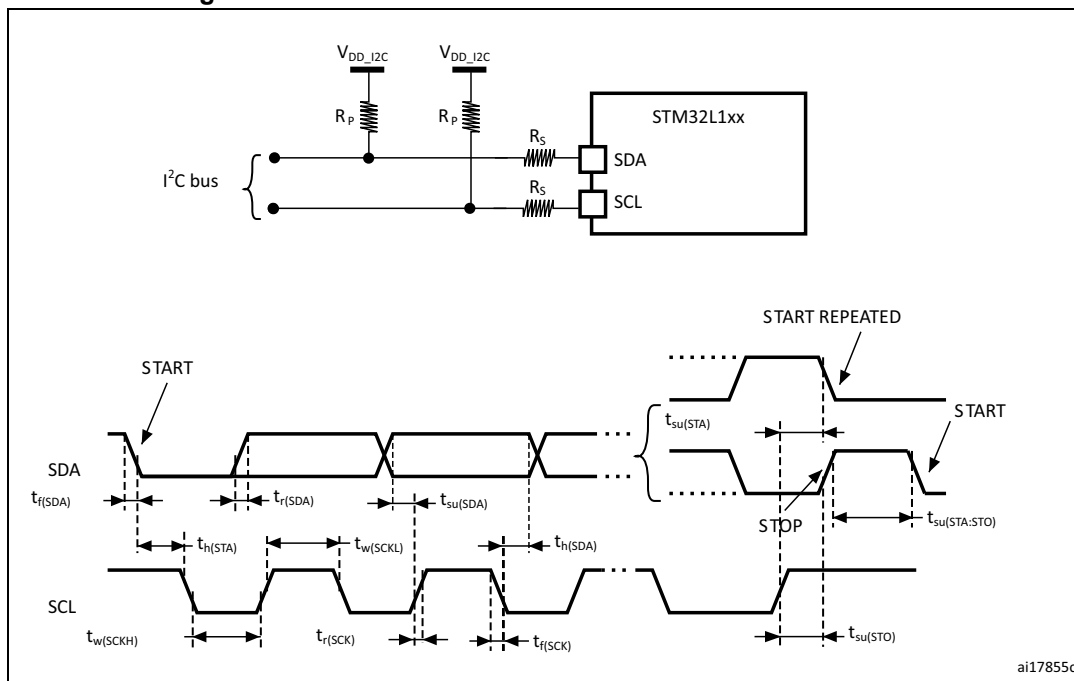 V_DD_I2C V_DD_I2C
R_P R_P
STM32L1xx
R_S
SDA
I²C bus
R_S
SCL
START REPEATED
START
t_su(STA)
START
SDA
t_f(SDA) t_r(SDA) t_su(SDA)
STOP
t_su(STA:STO)
t_h(STA) t_w(SCKL) t_h(SDA)
SCL
t_w(SCKH) t_r(SCK) t_f(SCK) t_su(STO)
ai17855c